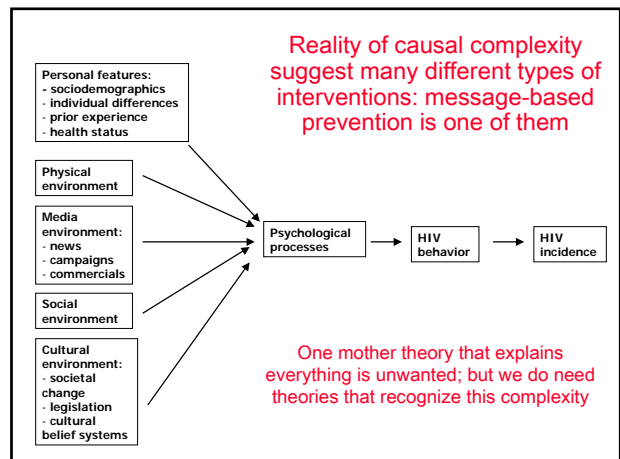 Reality of causal complexity
suggest many different types of
interventions: message-based
prevention is one of them
Personal features:
- sociodemographics
- individual differences
- prior experience
- health status
Physical
environment
Media
environment:
- news
- campaigns
- commercials
Social
environment
Cultural
environment:
- societal
change
- legislation
- cultural
belief systems
Psychological
processes
HIV
behavior
HIV
incidence
One mother theory that explains
everything is unwanted; but we do need
theories that recognize this complexity